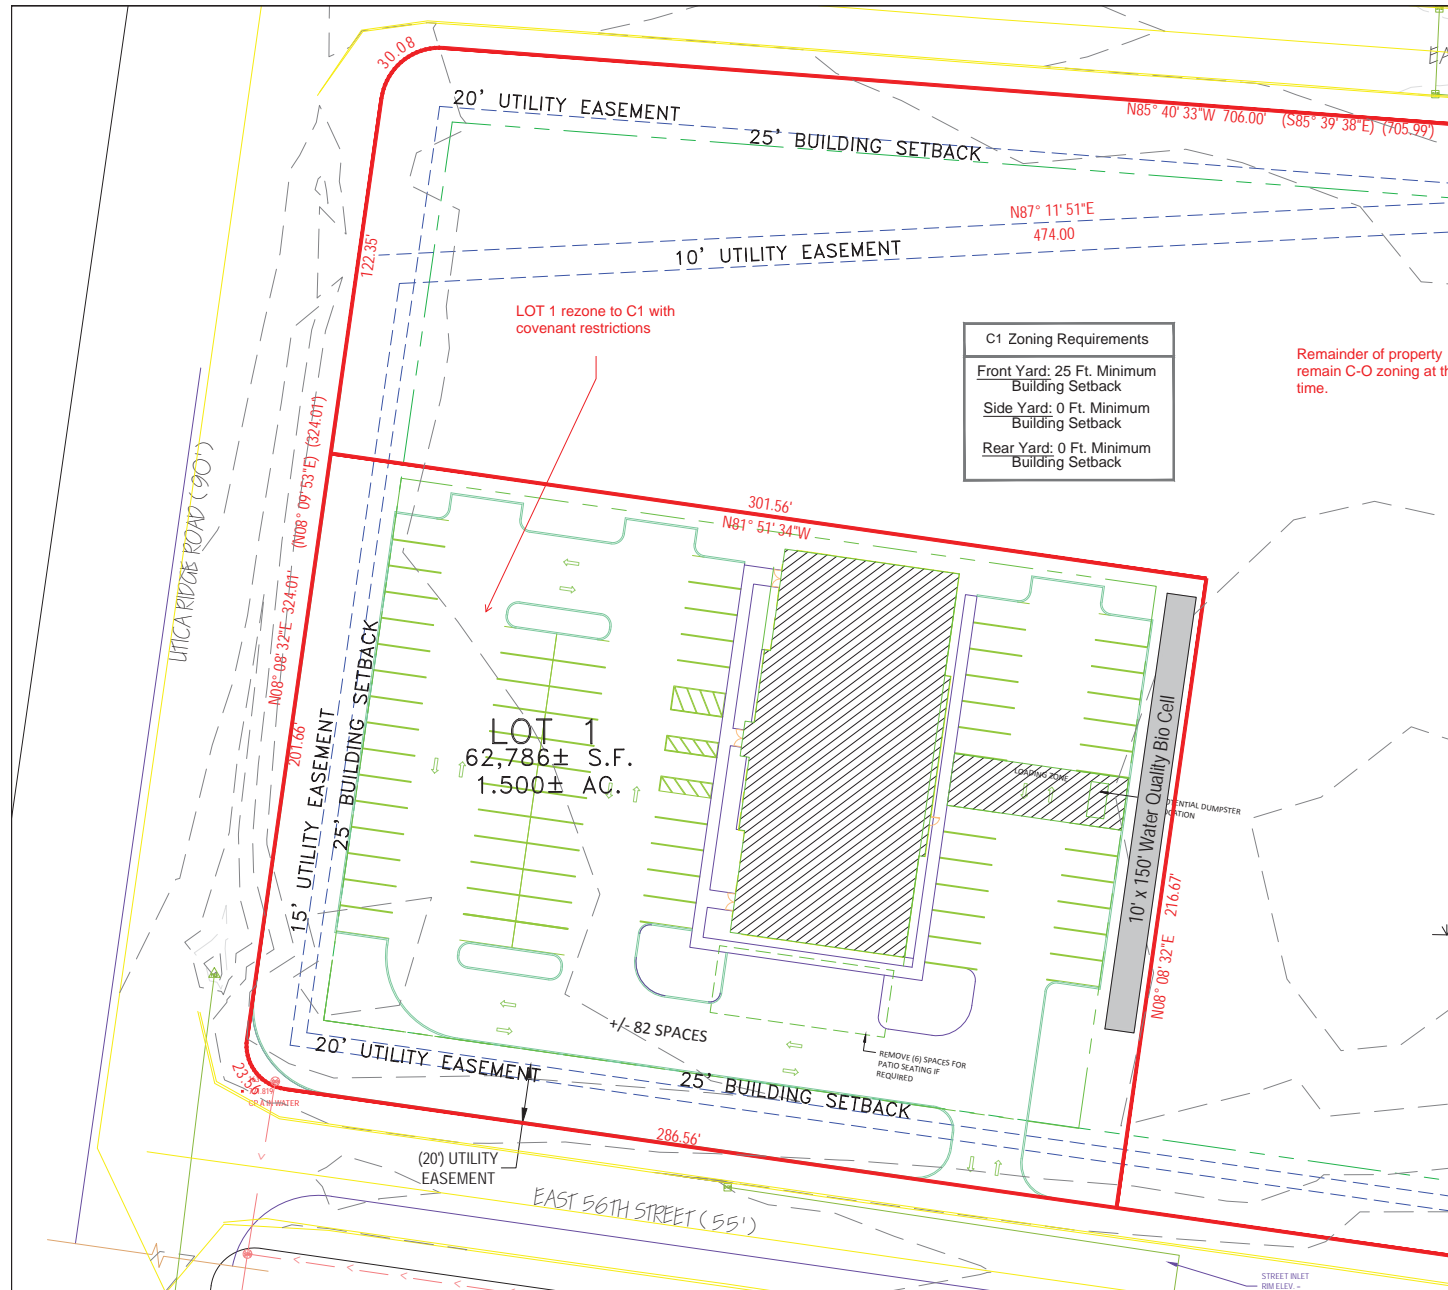 30.08
20' UTILITY EASEMENT
25' BUILDING SETBACK
N85° 40' 33"W 706.00' (S85° 39' 38"E) (705.99')
N87° 11' 51"E
474.00
10' UTILITY EASEMENT
122.35'
LOT 1 rezone to C1 with
covenant restrictions
C1 Zoning Requirements
Front Yard: 25 Ft. Minimum
Building Setback
Side Yard: 0 Ft. Minimum
Building Setback
Rear Yard: 0 Ft. Minimum
Building Setback
Remainder of property
remain C-O zoning at
time.
UTICA RIDGE ROAD (90')
N08° 08' 32"E 324.01' (N08° 09' 53"E) (324.01')
201.66'
301.56'
N81° 51' 34"W
15' UTILITY EASEMENT
25' BUILDING SETBACK
LOT 1
62,786± S.F.
1.500± AC.
LOADING ZONE
DUMPSTER
10' x 150' Water Quality Bio Cell
N08° 08' 32"E 216.67'
+/- 82 SPACES
REMOVE (6) SPACES FOR
PATIO SEATING IF
REQUIRED
20' UTILITY EASEMENT
25' BUILDING SETBACK
23.56'
WATER
286.56'
(20') UTILITY
EASEMENT
EAST 56TH STREET (55')
STREET INLET
RIM ELEV. -